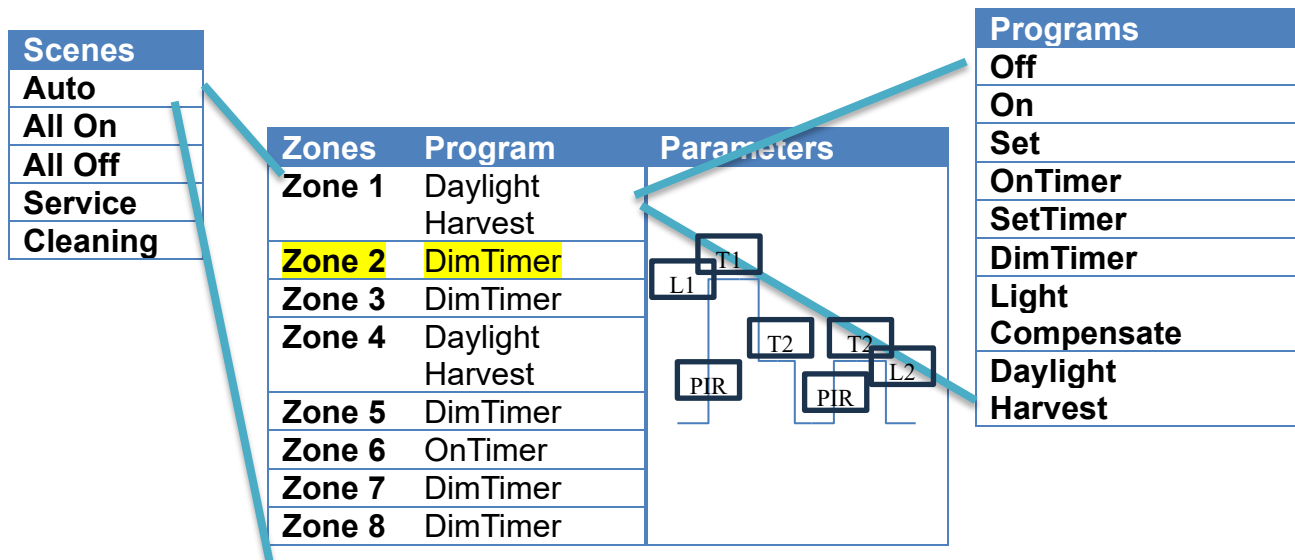 Scenes
Auto
All On
All Off
Service
Cleaning
Zones Program Parameters
Zone 1 Daylight
Harvest
Zone 2 DimTimer
Zone 3 DimTimer
Zone 4 Daylight
Harvest
Zone 5 DimTimer
Zone 6 OnTimer
Zone 7 DimTimer
Zone 8 DimTimer
T1
L1
T2 T2
L2
PIR
PIR
Programs
Off
On
Set
OnTimer
SetTimer
DimTimer
Light
Compensate
Daylight
Harvest